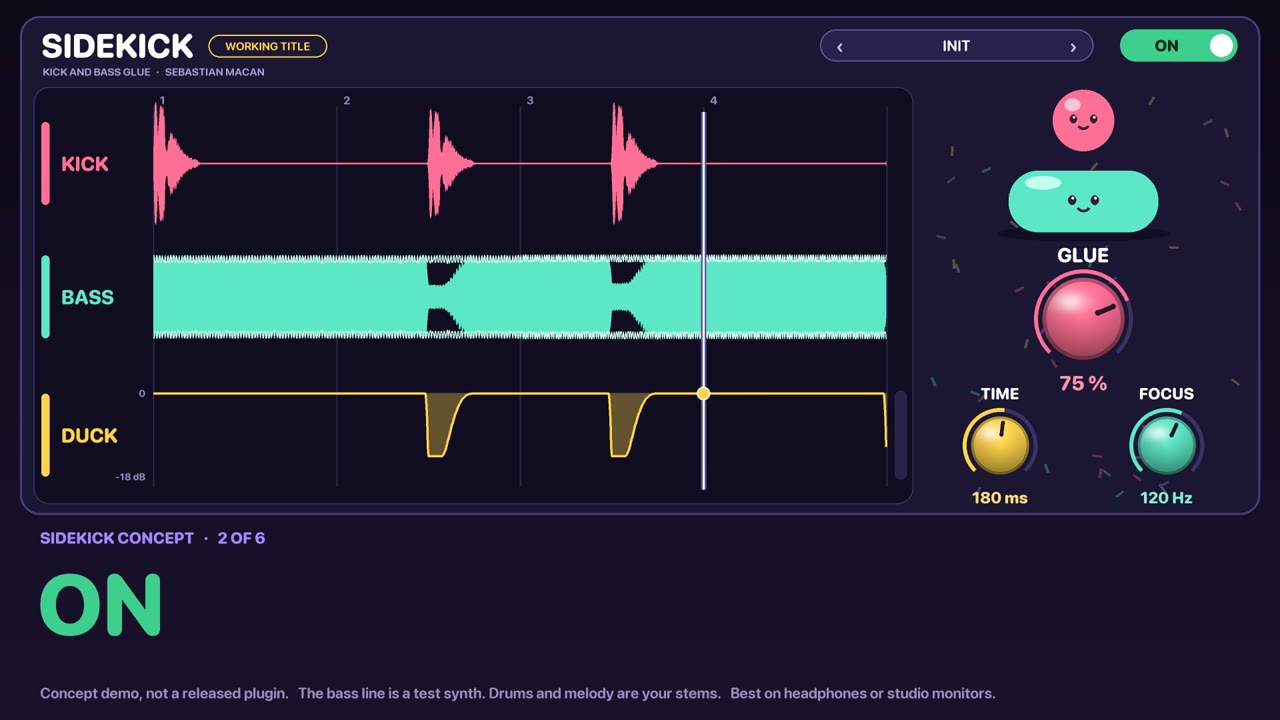 SIDEKICK
WORKING TITLE
‹ INIT ›
ON
KICK AND BASS GLUE · SEBASTIAN MACAN
1 2 3 4
KICK
BASS
0
DUCK
-18 dB
GLUE
75 %
TIME
FOCUS
180 ms
120 Hz
SIDEKICK CONCEPT · 2 OF 6
ON
Concept demo, not a released plugin. The bass line is a test synth. Drums and melody are your stems. Best on headphones or studio monitors.